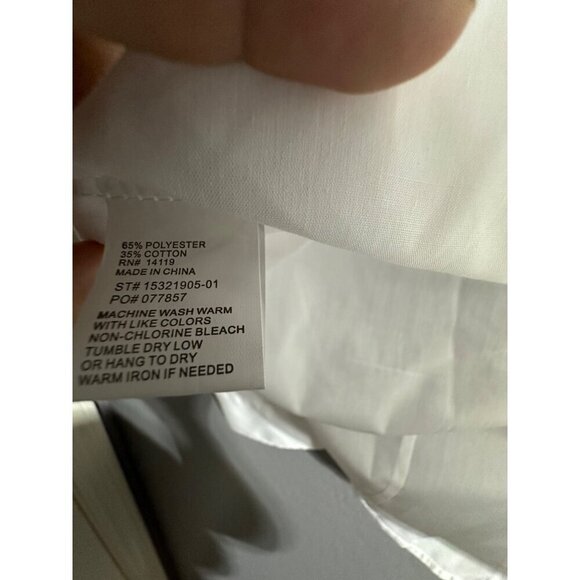 65% POLYESTER
35% COTTON
RN# 14119
MADE IN CHINA
ST# 15321905-01
PO# 077857
MACHINE WASH WARM
WITH LIKE COLORS
NON-CHLORINE BLEACH
TUMBLE DRY LOW
OR HANG TO DRY
WARM IRON IF NEEDED